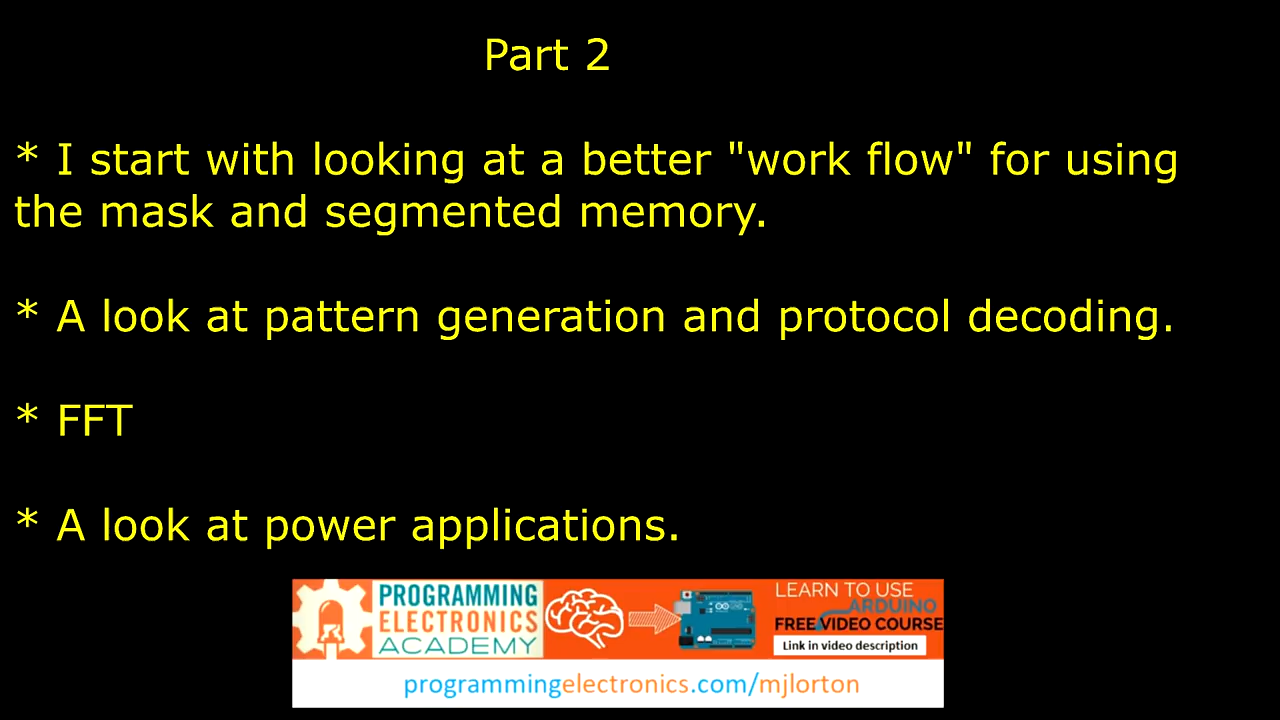 Part 2
* I start with looking at a better "work flow" for using
the mask and segmented memory.
* A look at pattern generation and protocol decoding.
* FFT
* A look at power applications.
PROGRAMMING
ELECTRONICS
ACADEMY
LEARN TO USE
ARDUINO
FREE VIDEO COURSE
Link in video description
programmingelectronics.com/mjlorton